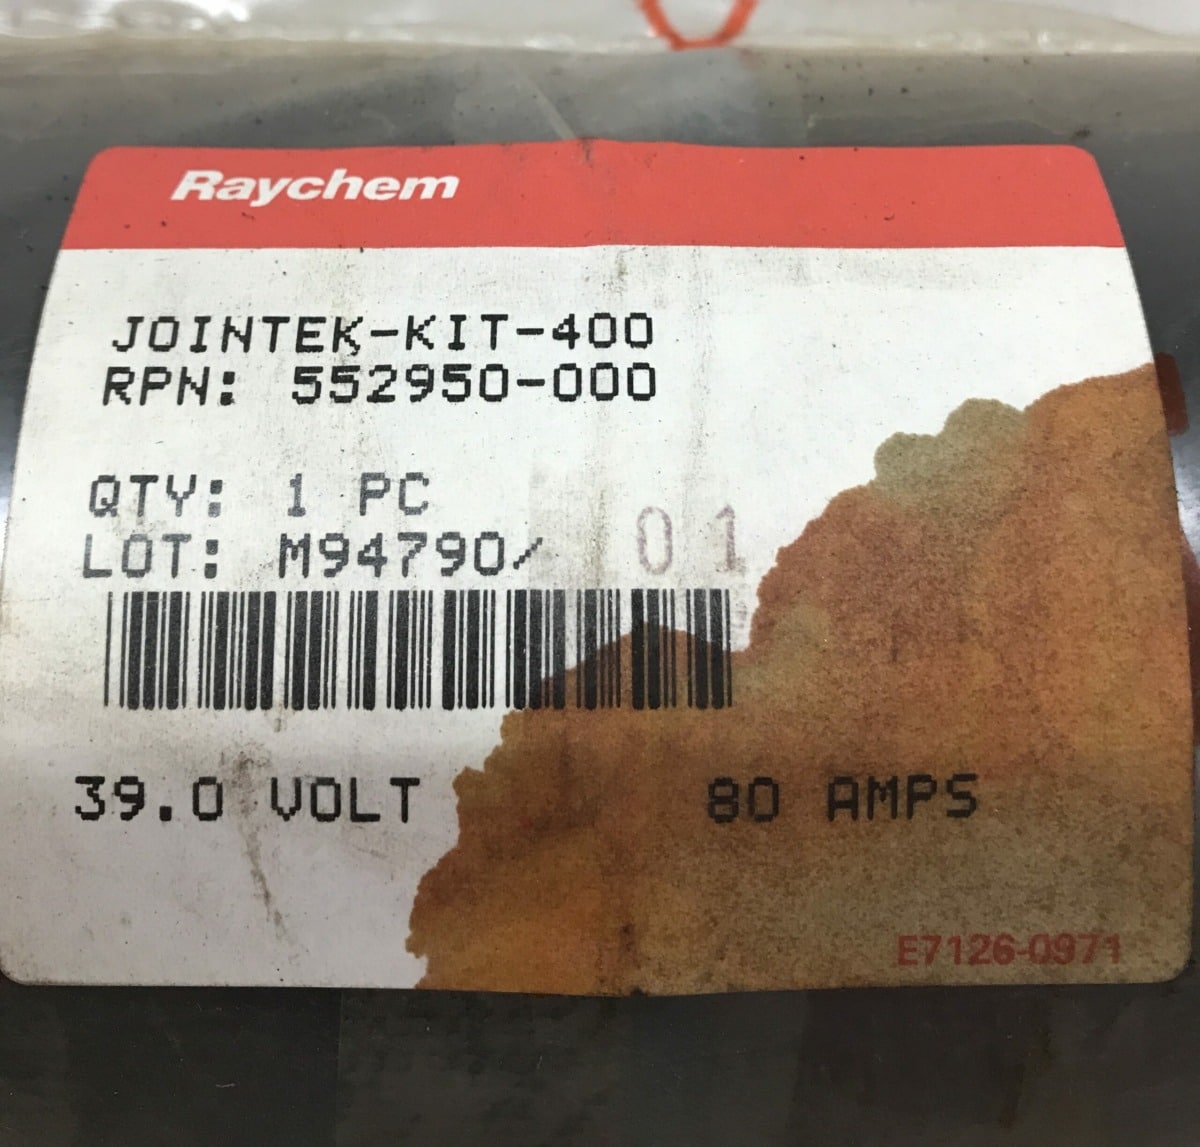 Raychem
JOINTEK-KIT-400
RPN: 552950-000
QTY: 1 PC
LOT: M94790/ 01
39.0 VOLT 80 AMPS
E7126-0971